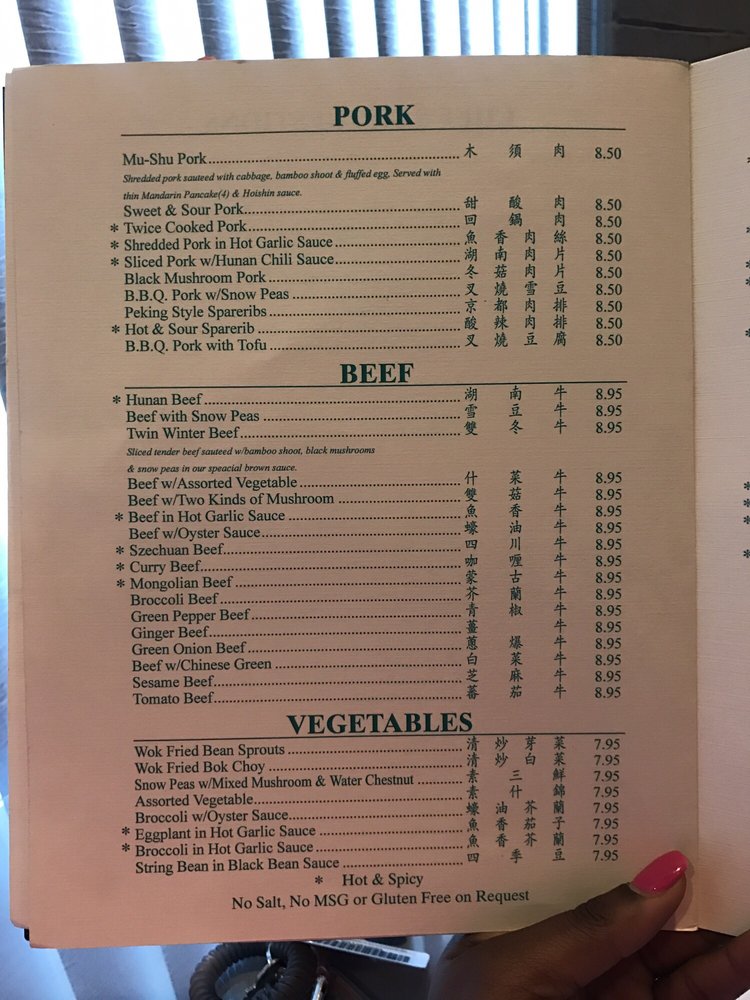 PORK
Mu-Shu Pork 木須肉 8.50
Shredded pork sauteed with cabbage, bamboo shoot & fluffed egg. Served with
thin Mandarin Pancake(4) & Hoishin sauce.
Sweet & Sour Pork 甜酸肉 8.50
* Twice Cooked Pork 回鍋肉 8.50
* Shredded Pork in Hot Garlic Sauce 魚香肉絲 8.50
* Sliced Pork w/Hunan Chili Sauce 湖南肉片 8.50
Black Mushroom Pork 冬菇肉片 8.50
B.B.Q. Pork w/Snow Peas 叉燒雪豆 8.50
Peking Style Spareribs 京都肉排 8.50
* Hot & Sour Sparerib 酸辣肉排 8.50
B.B.Q. Pork with Tofu 叉燒豆腐 8.50
BEEF
* Hunan Beef 湖南牛 8.95
Beef with Snow Peas 雪豆牛 8.95
Twin Winter Beef 雙冬牛 8.95
Sliced tender beef sauteed w/bamboo shoot, black mushrooms
& snow peas in our speacial brown sauce.
Beef w/Assorted Vegetable 什菜牛 8.95
Beef w/Two Kinds of Mushroom 雙菇牛 8.95
* Beef in Hot Garlic Sauce 魚香牛 8.95
Beef w/Oyster Sauce 蠔油牛 8.95
* Szechuan Beef 四川牛 8.95
* Curry Beef 咖喱牛 8.95
* Mongolian Beef 蒙古牛 8.95
Broccoli Beef 芥蘭牛 8.95
Green Pepper Beef 青椒牛 8.95
Ginger Beef 薑牛 8.95
Green Onion Beef 蔥爆牛 8.95
Beef w/Chinese Green 白菜牛 8.95
Sesame Beef 芝麻牛 8.95
Tomato Beef 蕃茄牛 8.95
VEGETABLES
Wok Fried Bean Sprouts 清炒芽菜 7.95
Wok Fried Bok Choy 清炒白菜 7.95
Snow Peas w/Mixed Mushroom & Water Chestnut 素三鮮 7.95
Assorted Vegetable 素什錦 7.95
Broccoli w/Oyster Sauce 蠔油芥蘭 7.95
* Eggplant in Hot Garlic Sauce 魚香茄子 7.95
* Broccoli in Hot Garlic Sauce 魚香芥蘭 7.95
String Bean in Black Bean Sauce 四季豆 7.95
* Hot & Spicy
No Salt, No MSG or Gluten Free on Request